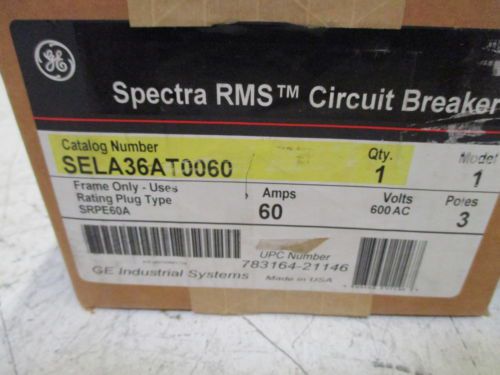 GE
Spectra RMS™ Circuit Breaker
Catalog Number
SELA36AT0060
Qty.
1
Model
1
Frame Only - Uses
Rating Plug Type
SRPE60A
Amps
60
Volts
600 AC
Poles
3
UPC Number
783164-21146
GE Industrial Systems
Made in USA